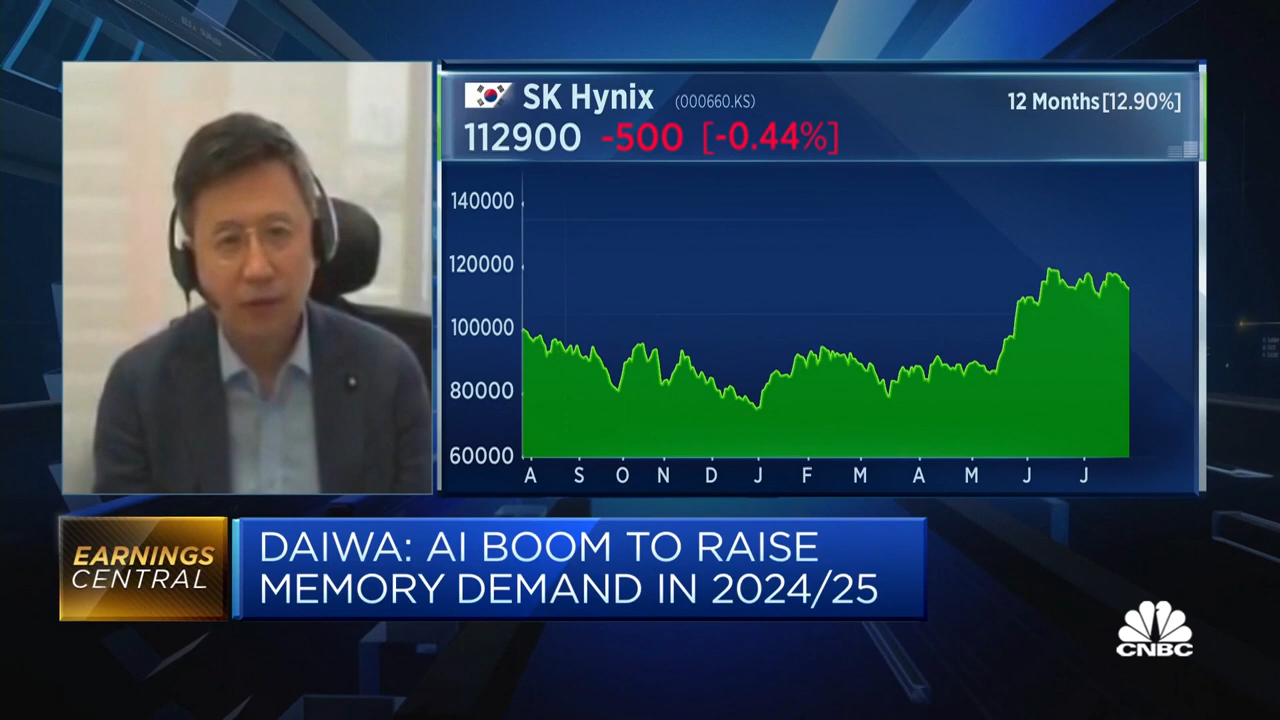 SK Hynix (000660.KS)
12 Months[12.90%]
112900 -500 [-0.44%]
140000
120000
100000
80000
60000
A S O N D J F M A M J J
EARNINGS
CENTRAL
DAIWA: AI BOOM TO RAISE
MEMORY DEMAND IN 2024/25
CNBC